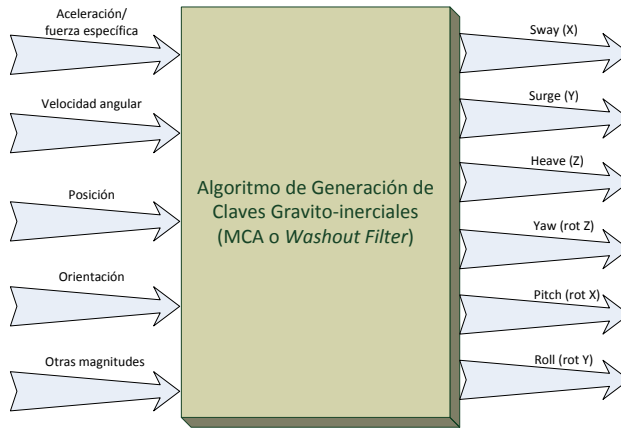 Aceleración/
fuerza específica
Velocidad angular
Posición
Orientación
Otras magnitudes
Algoritmo de Generación de
Claves Gravito-inerciales
(MCA o Washout Filter)
Sway (X)
Surge (Y)
Heave (Z)
Yaw (rot Z)
Pitch (rot X)
Roll (rot Y)